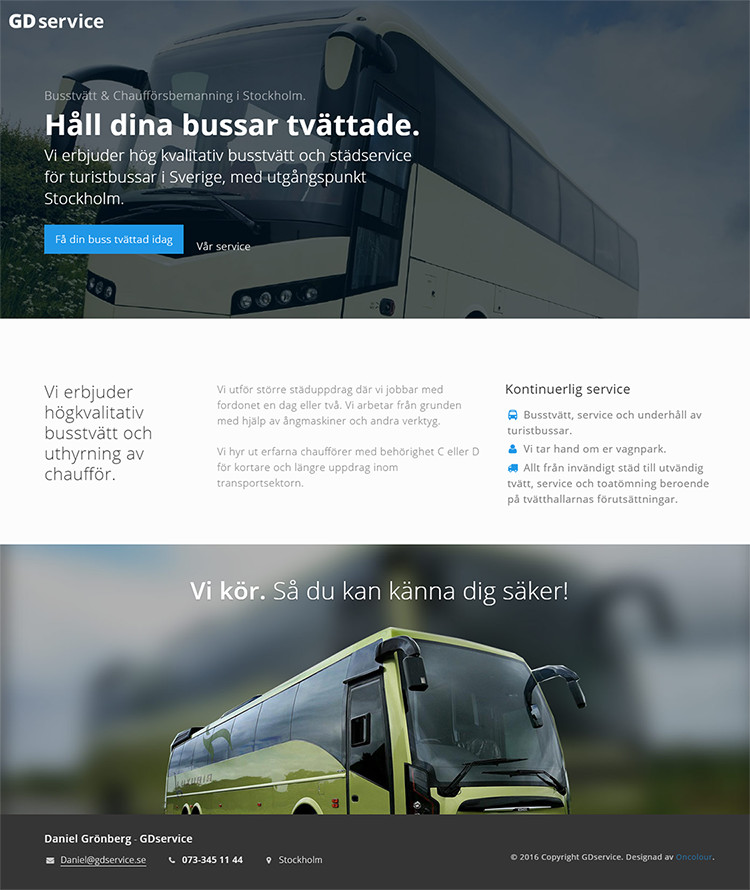 GDservice
Busstvätt & Chaufförsbemanning i Stockholm.
Håll dina bussar tvättade.
Vi erbjuder hög kvalitativ busstvätt och städservice
för turistbussar i Sverige, med utgångspunkt
Stockholm.
Få din buss tvättad idag
Vår service
Vi erbjuder
högkvalitativ
busstvätt och
uthyrning av
chaufför.
Vi utför större städuppdrag där vi jobbar med
fordonet en dag eller två. Vi arbetar från grunden
med hjälp av ångmaskiner och andra verktyg.
Vi hyr ut erfarna chaufförer med behörighet C eller D
för kortare och längre uppdrag inom
transportsektorn.
Kontinuerlig service
Busstvätt, service och underhåll av
turistbussar.
Vi tar hand om er vagnpark.
Allt från invändigt städ till utvändig
tvätt, service och toatömning beroende
på tvätthallarnas förutsättningar.
Vi kör. Så du kan känna dig säker!
Daniel Grönberg - GDservice
Daniel@gdservice.se
073-345 11 44
Stockholm
© 2016 Copyright GDservice. Designad av Oncolour.